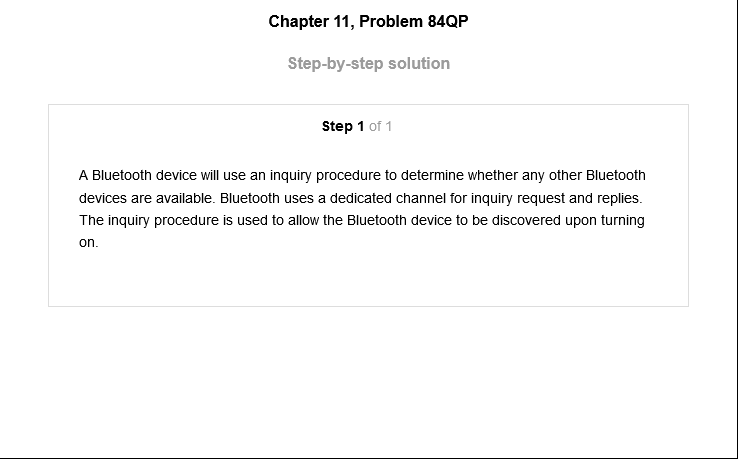 Chapter 11, Problem 84QP
Step-by-step solution
Step 1 of 1
A Bluetooth device will use an inquiry procedure to determine whether any other Bluetooth
devices are available. Bluetooth uses a dedicated channel for inquiry request and replies.
The inquiry procedure is used to allow the Bluetooth device to be discovered upon turning
on.